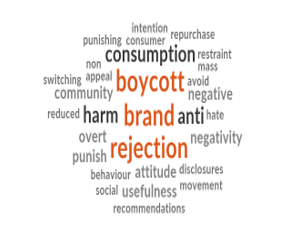 intention
punishing consumer repurchase
consumption restraint
non mass
switching appeal boycott avoid
community negative
reduced harm brand anti hate
overt negativity
punish rejection
behaviour attitude disclosures
social usefulness movement
recommendations